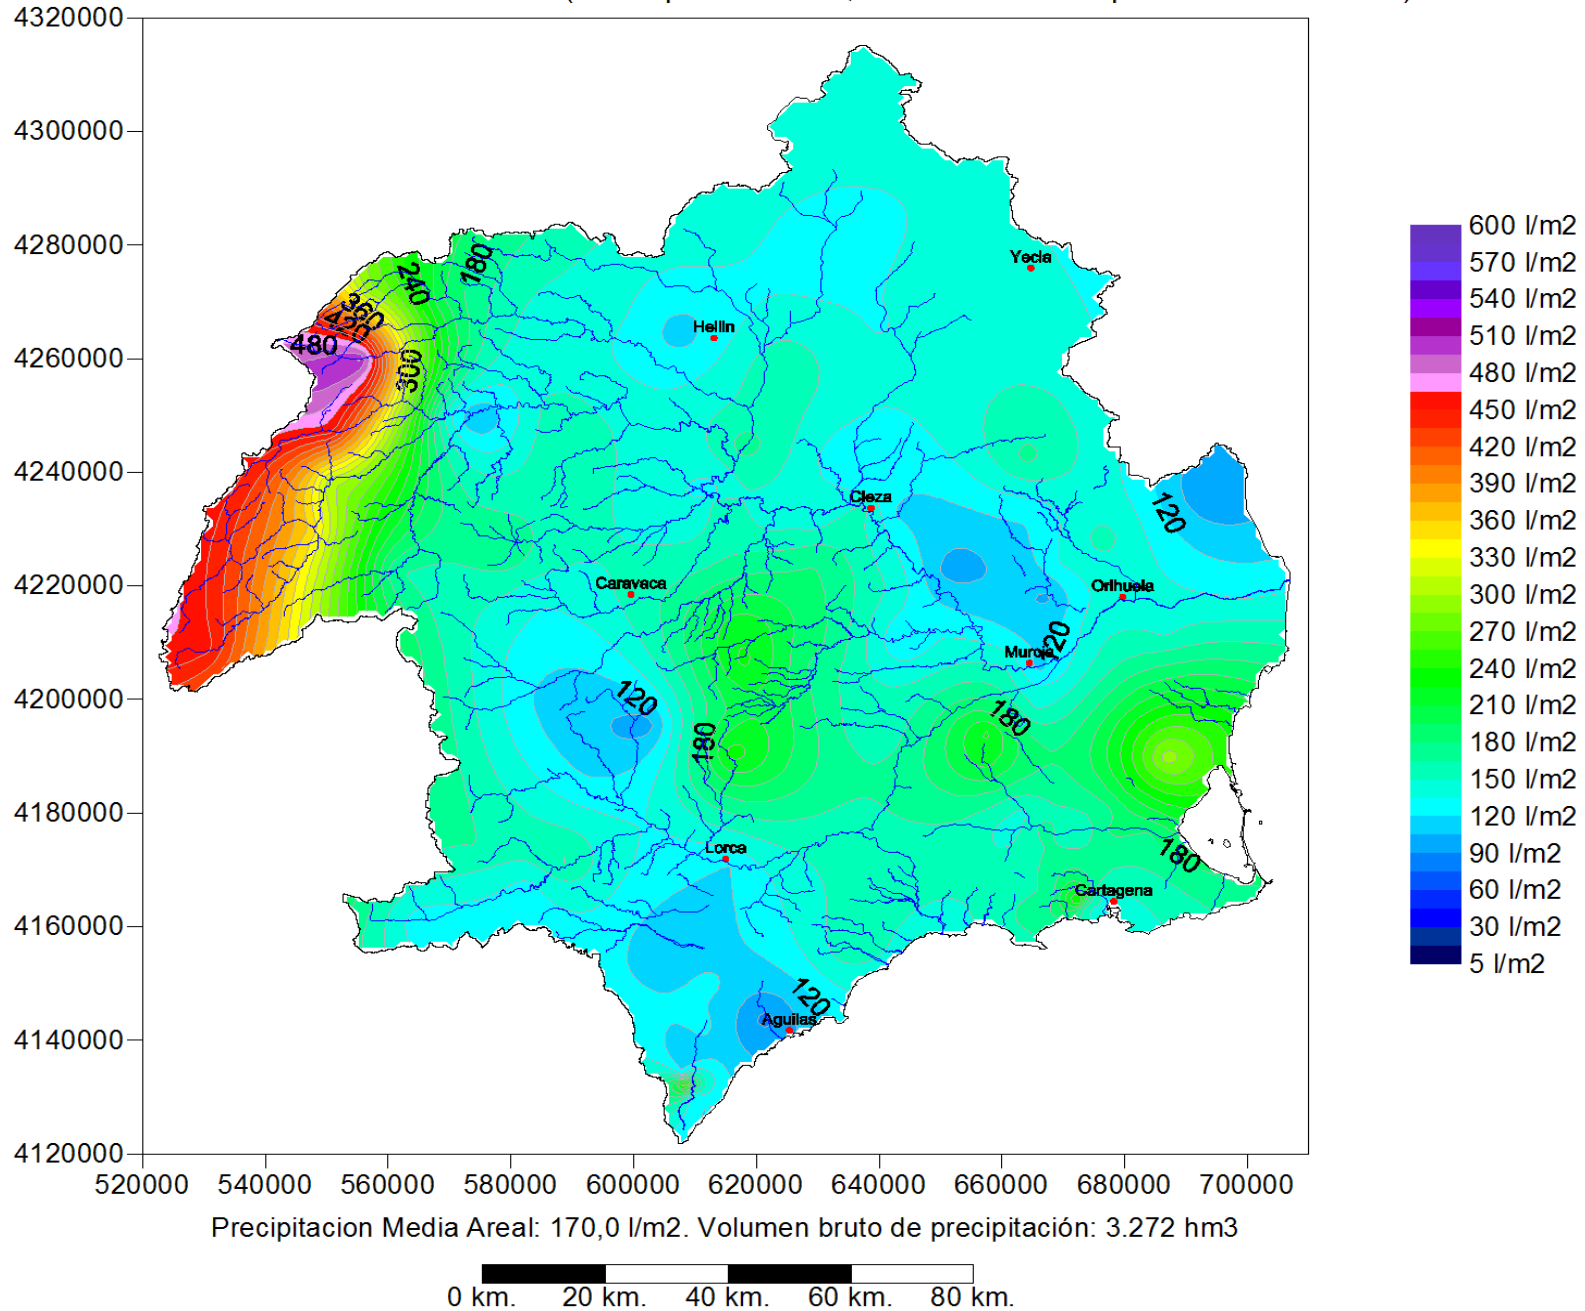 4320000
4300000
4280000
4260000
4240000
4220000
4200000
4180000
4160000
4140000
4120000
520000 540000 560000 580000 600000 620000 640000 660000 680000 700000
180
240
360
420
480
300
Yecla
Hellin
Cieza
120
Caravaca
Orihuela
120
Murcia
120
180
180
Lorca
180
Cartagena
120
Aguilas
600 l/m2
570 l/m2
540 l/m2
510 l/m2
480 l/m2
450 l/m2
420 l/m2
390 l/m2
360 l/m2
330 l/m2
300 l/m2
270 l/m2
240 l/m2
210 l/m2
180 l/m2
150 l/m2
120 l/m2
90 l/m2
60 l/m2
30 l/m2
5 l/m2
Precipitacion Media Areal: 170,0 l/m2. Volumen bruto de precipitación: 3.272 hm3
0 km. 20 km. 40 km. 60 km. 80 km.